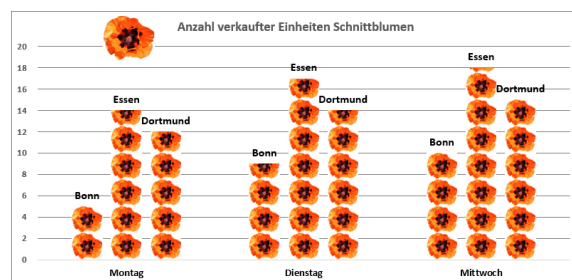 Anzahl verkaufter Einheiten Schnittblumen
20
18
16
14
12
10
8
6
4
2
0
Bonn
Essen
Dortmund
Bonn
Essen
Dortmund
Bonn
Essen
Dortmund
Montag
Dienstag
Mittwoch